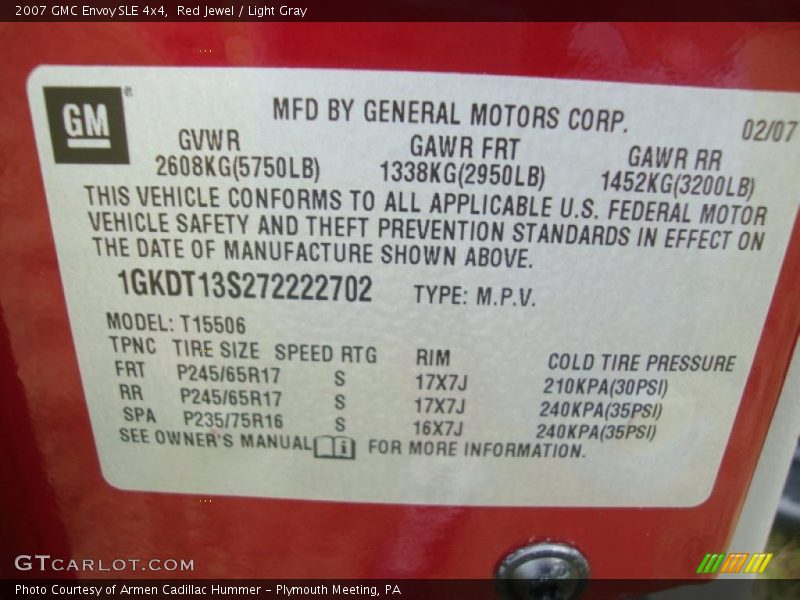 2007 GMC Envoy SLE 4x4, Red Jewel / Light Gray
GM®
MFD BY GENERAL MOTORS CORP.
02/07
GVWR GAWR FRT GAWR RR
2608KG(5750LB) 1338KG(2950LB) 1452KG(3200LB)
THIS VEHICLE CONFORMS TO ALL APPLICABLE U.S. FEDERAL MOTOR
VEHICLE SAFETY AND THEFT PREVENTION STANDARDS IN EFFECT ON
THE DATE OF MANUFACTURE SHOWN ABOVE.
1GKDT13S272222702 TYPE: M.P.V.
MODEL: T15506
TPNC TIRE SIZE SPEED RTG RIM COLD TIRE PRESSURE
FRT P245/65R17 S 17X7J 210KPA(30PSI)
RR P245/65R17 S 17X7J 240KPA(35PSI)
SPA P235/75R16 S 16X7J 240KPA(35PSI)
SEE OWNER'S MANUAL i FOR MORE INFORMATION.
GTCARLOT.COM
Photo Courtesy of Armen Cadillac Hummer - Plymouth Meeting, PA